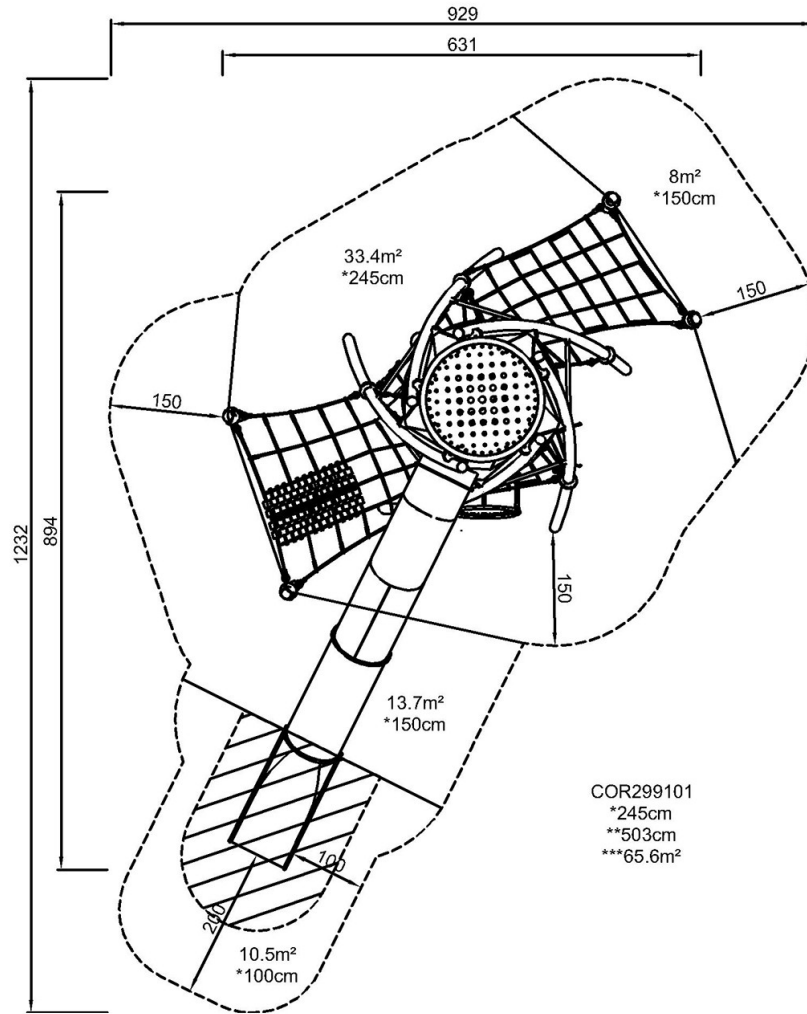 929
631
8m²
*150cm
33.4m²
*245cm
150
150
1232
894
150
13.7m²
*150cm
COR299101
*245cm
**503cm
***65.6m²
100
200
10.5m²
*100cm